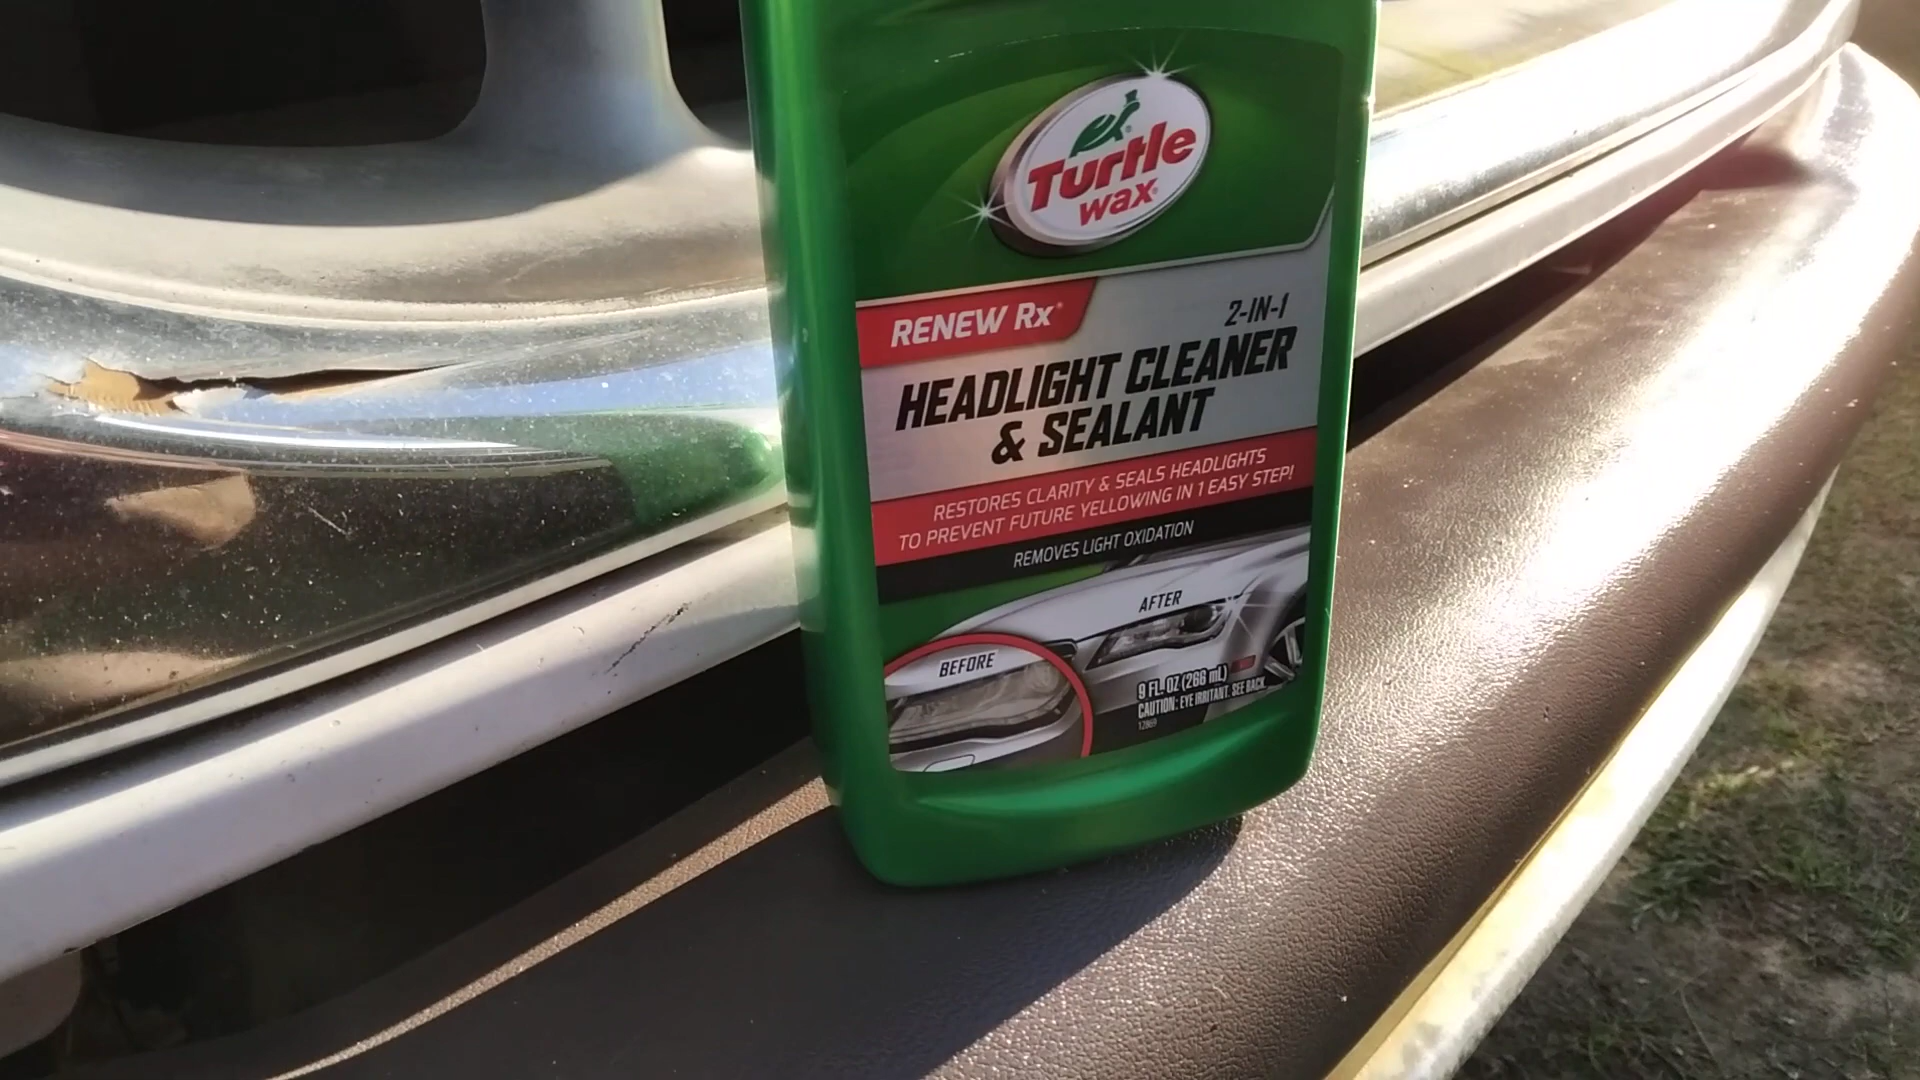 Turtle
wax
RENEW Rx
2-IN-1
HEADLIGHT CLEANER
& SEALANT
RESTORES CLARITY & SEALS HEADLIGHTS
TO PREVENT FUTURE YELLOWING IN 1 EASY STEP!
REMOVES LIGHT OXIDATION
AFTER
BEFORE
9 FL. OZ (266 mL)
CAUTION: EYE IRRITANT. SEE BACK